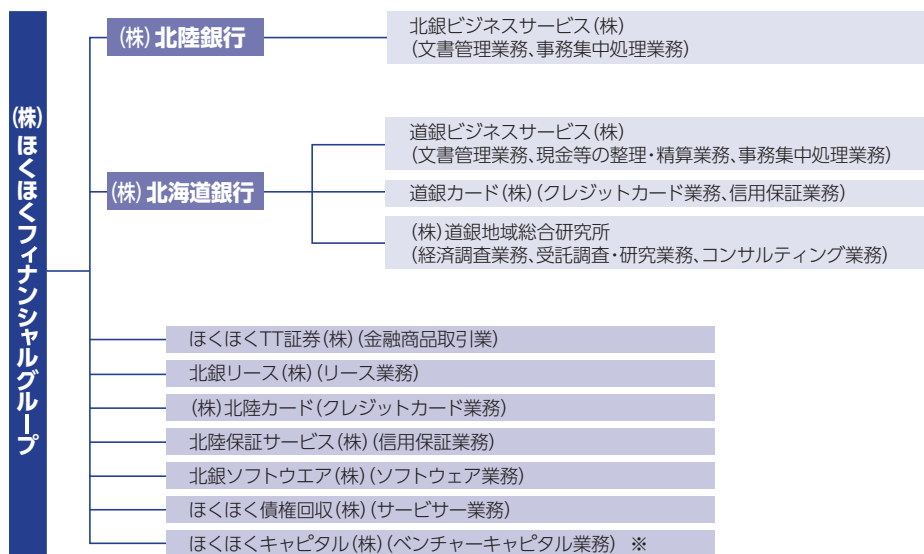 (株)ほくほくフィナンシャルグループ
(株)北陸銀行
北銀ビジネスサービス(株)
(文書管理業務、事務集中処理業務)
(株)北海道銀行
道銀ビジネスサービス(株)
(文書管理業務、現金等の整理・精算業務、事務集中処理業務)
道銀カード(株)(クレジットカード業務、信用保証業務)
(株)道銀地域総合研究所
(経済調査業務、受託調査・研究業務、コンサルティング業務)
ほくほくTT証券(株)(金融商品取引業)
北銀リース(株)(リース業務)
(株)北陸カード(クレジットカード業務)
北陸保証サービス(株)(信用保証業務)
北銀ソフトウエア(株)(ソフトウェア業務)
ほくほく債権回収(株)(サービサー業務)
ほくほくキャピタル(株)(ベンチャーキャピタル業務) ※